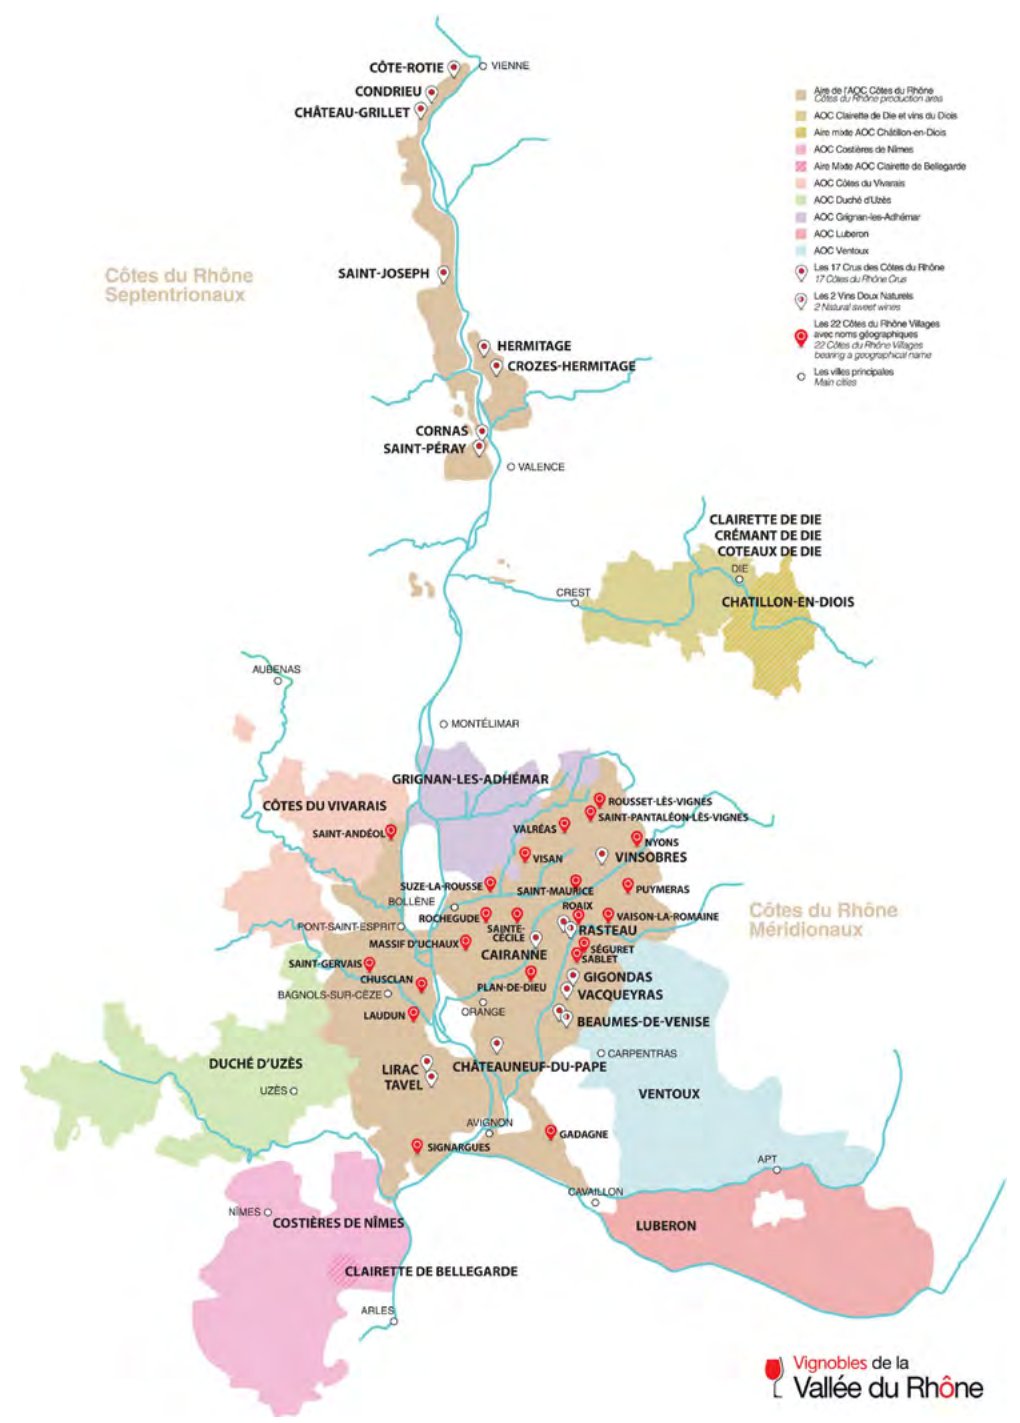 CÔTE-ROTIE
VIENNE
CONDRIEU
CHÂTEAU-GRILLET
Aire de l'AOC Côtes du Rhône
Côtes du Rhône production area
AOC Clairette de Die et vins du Diois
Aire mixte AOC Châtillon-en-Diois
AOC Costières de Nîmes
Aire Mixte AOC Clairette de Bellegarde
AOC Côtes du Vivarais
AOC Duché d'Uzès
AOC Grignan-les-Adhémar
AOC Luberon
AOC Ventoux
Les 17 Crus des Côtes du Rhône
17 Côtes du Rhône Crus
Les 2 Vins Doux Naturels
2 Natural sweet wines
Les 22 Côtes du Rhône Villages
avec noms géographiques
22 Côtes du Rhône Villages
bearing a geographical name
Les villes principales
Main cities
Côtes du Rhône
Septentrionaux
SAINT-JOSEPH
HERMITAGE
CROZES-HERMITAGE
CORNAS
SAINT-PÉRAY
VALENCE
CLAIRETTE DE DIE
CRÉMANT DE DIE
COTEAUX DE DIE
DIE
CREST
CHATILLON-EN-DIOIS
AUBENAS
MONTÉLIMAR
GRIGNAN-LES-ADHÉMAR
CÔTES DU VIVARAIS
ROUSSET-LÈS-VIGNES
SAINT-PANTALÉON-LÈS-VIGNES
SAINT-ANDÉOL
VALRÉAS
NYONS
VISAN
VINSOBRES
SUZE-LA-ROUSSE
SAINT-MAURICE
PUYMERAS
BOLLÈNE
ROAIX
ROCHEGUDE
VAISON-LA-ROMAINE
Côtes du Rhône
Méridionaux
PONT-SAINT-ESPRIT
SAINTE-
CÉCILE
RASTEAU
MASSIF D'UCHAUX
CAIRANNE
SÉGURET
SABLET
SAINT-GERVAIS
CHUSCLAN
PLAN-DE-DIEU
GIGONDAS
BAGNOLS-SUR-CÈZE
VACQUEYRAS
LAUDUN
ORANGE
BEAUMES-DE-VENISE
DUCHÉ D'UZÈS
LIRAC
TAVEL
CHÂTEAUNEUF-DU-PAPE
CARPENTRAS
UZÈS
VENTOUX
AVIGNON
GADAGNE
SIGNARGUES
APT
CAVAILLON
NÎMES
COSTIÈRES DE NÎMES
LUBERON
CLAIRETTE DE BELLEGARDE
ARLES
Vignobles de la
Vallée du Rhône